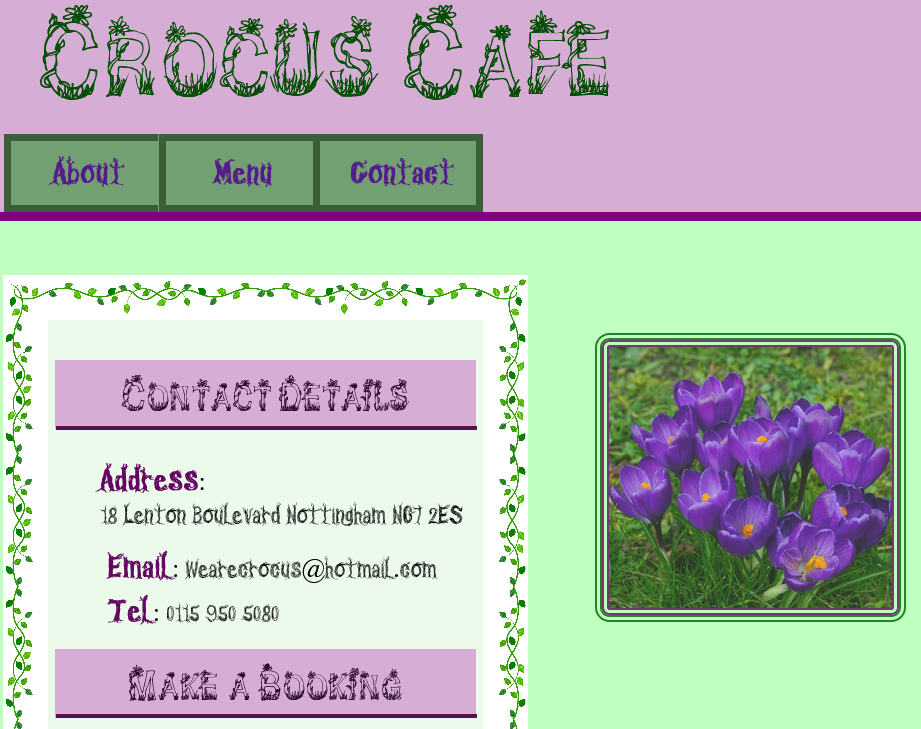 Crocus Cafe
About Menu Contact
Contact Details
Address:
18 Lenton Boulevard Nottingham NG7 2ES
Email: Wearecrocus@hotmail.com
Tel: 0115 950 5080
Make a Booking